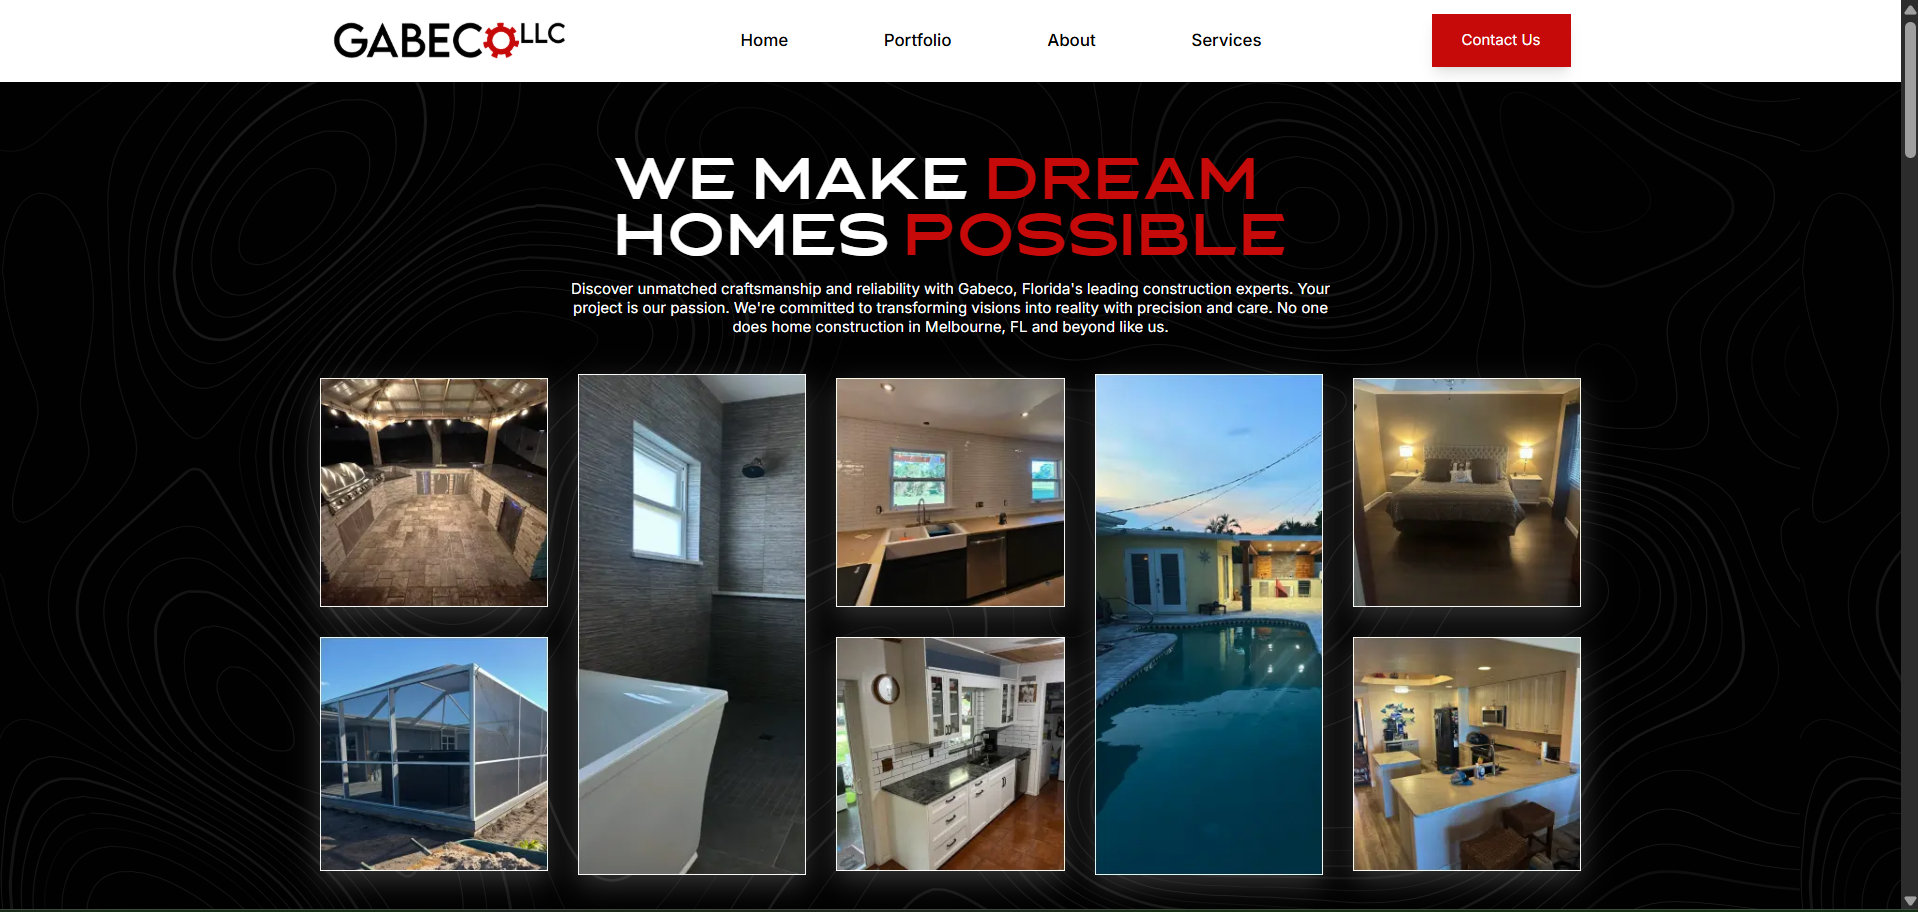 GABECO LLC
Home
Portfolio
About
Services
Contact Us
WE MAKE DREAM
HOMES POSSIBLE
Discover unmatched craftsmanship and reliability with Gabeco, Florida's leading construction experts. Your
project is our passion. We're committed to transforming visions into reality with precision and care. No one
does home construction in Melbourne, FL and beyond like us.